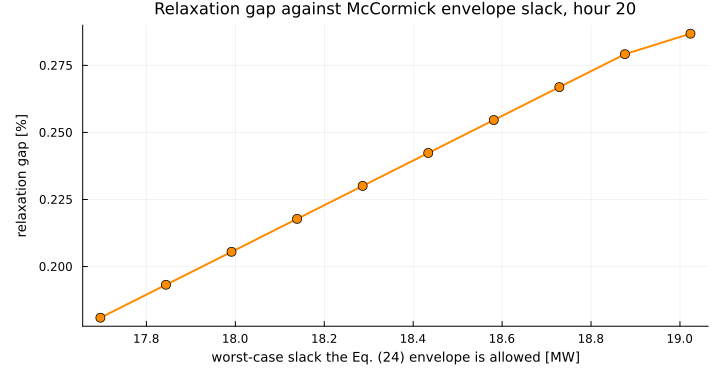 Relaxation gap against McCormick envelope slack, hour 20
relaxation gap [%]
0.275
0.250
0.225
0.200
17.8 18.0 18.2 18.4 18.6 18.8 19.0
worst-case slack the Eq. (24) envelope is allowed [MW]